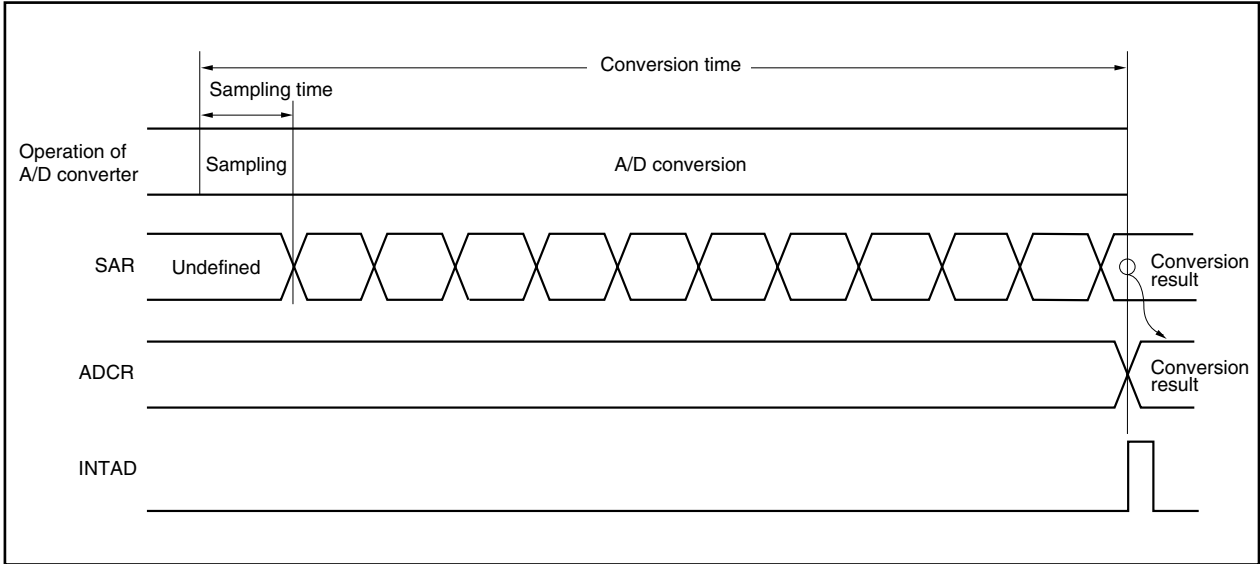 Conversion time
Sampling time
Operation of
A/D converter
Sampling
A/D conversion
SAR
Undefined
Conversion
result
ADCR
Conversion
result
INTAD